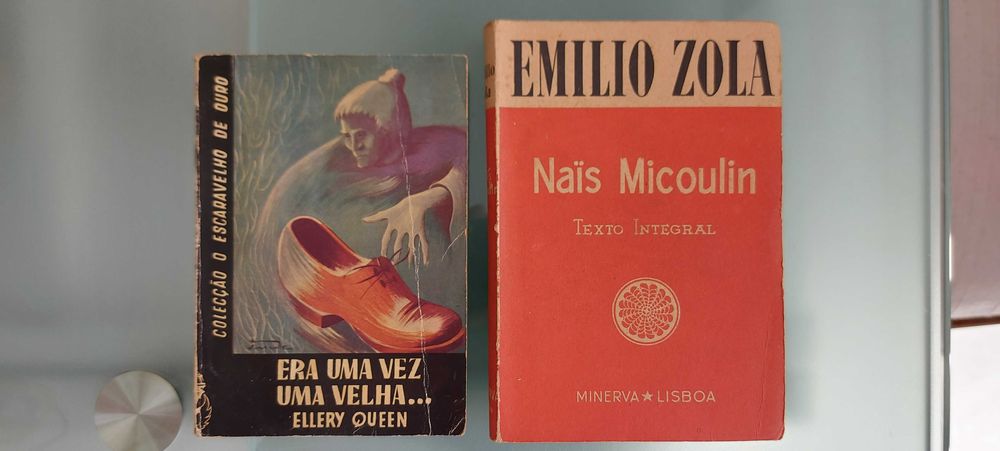 COLECÇÃO O ESCARAVELHO DE OURO
ERA UMA VEZ
UMA VELHA...
ELLERY QUEEN
EMILIO ZOLA
Naïs Micoulin
TEXTO INTEGRAL
MINERVA ★ LISBOA